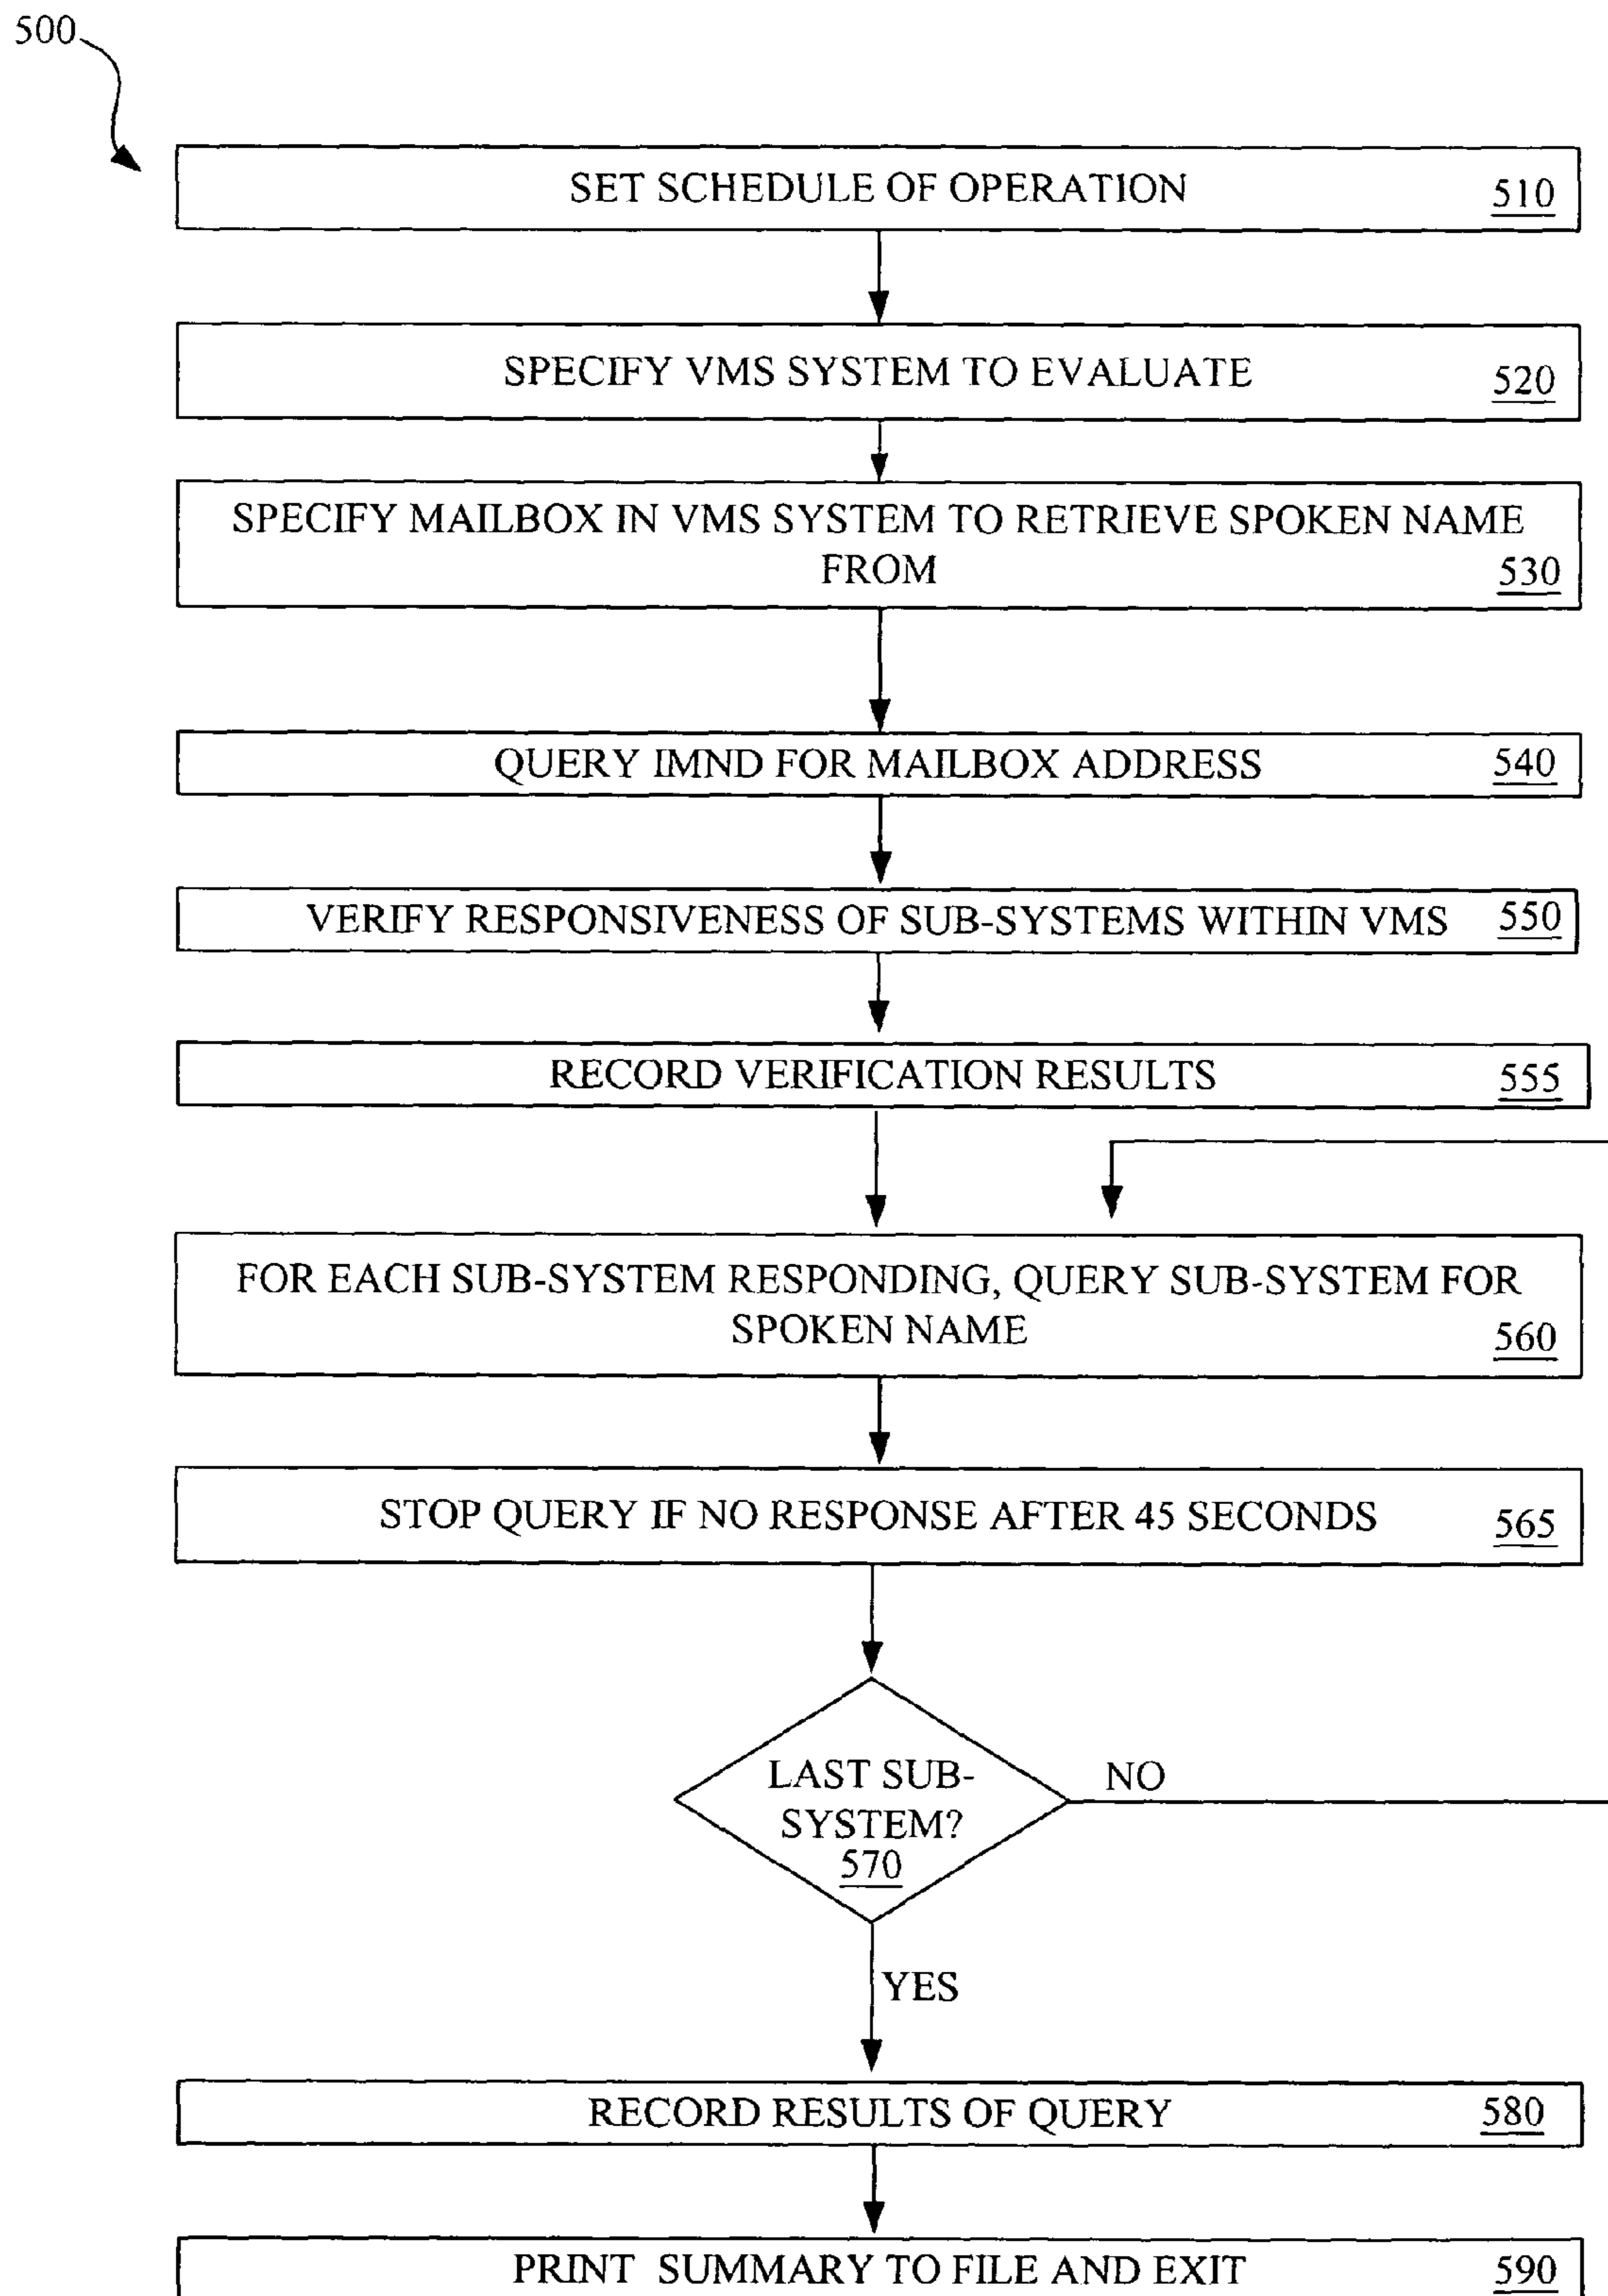 500
SET SCHEDULE OF OPERATION 510
SPECIFY VMS SYSTEM TO EVALUATE 520
SPECIFY MAILBOX IN VMS SYSTEM TO RETRIEVE SPOKEN NAME
FROM 530
QUERY IMND FOR MAILBOX ADDRESS 540
VERIFY RESPONSIVENESS OF SUB-SYSTEMS WITHIN VMS 550
RECORD VERIFICATION RESULTS 555
FOR EACH SUB-SYSTEM RESPONDING, QUERY SUB-SYSTEM FOR
SPOKEN NAME 560
STOP QUERY IF NO RESPONSE AFTER 45 SECONDS 565
LAST SUB-
SYSTEM?
570
NO
YES
RECORD RESULTS OF QUERY 580
PRINT SUMMARY TO FILE AND EXIT 590